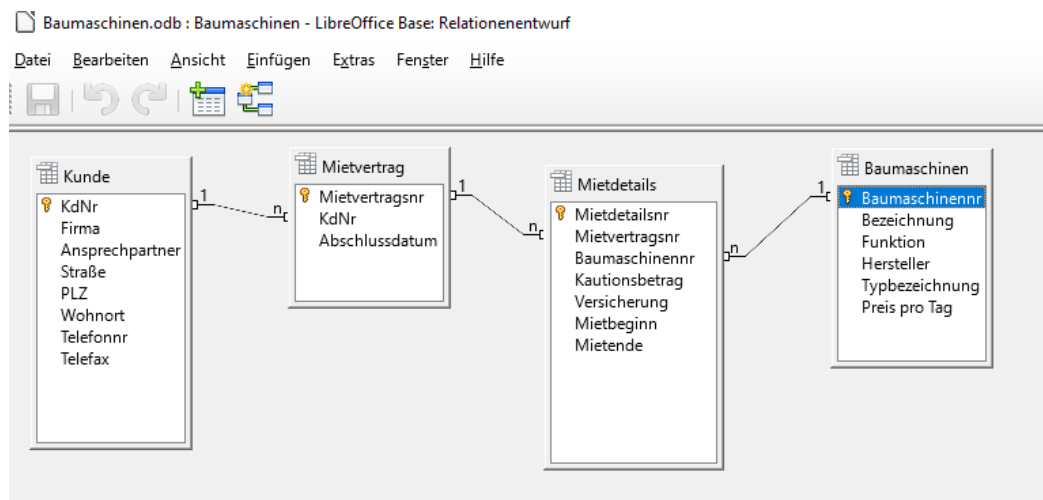 Baumaschinen.odb : Baumaschinen - LibreOffice Base: Relationenentwurf
Datei Bearbeiten Ansicht Einfügen Extras Fenster Hilfe
Kunde
KdNr
Firma
Ansprechpartner
Straße
PLZ
Wohnort
Telefonnr
Telefax
1
n
Mietvertrag
Mietvertragsnr
KdNr
Abschlussdatum
1
n
Mietdetails
Mietdetailsnr
Mietvertragsnr
Baumaschinennr
Kautionsbetrag
Versicherung
Mietbeginn
Mietende
n
1
Baumaschinen
Baumaschinennr
Bezeichnung
Funktion
Hersteller
Typbezeichnung
Preis pro Tag